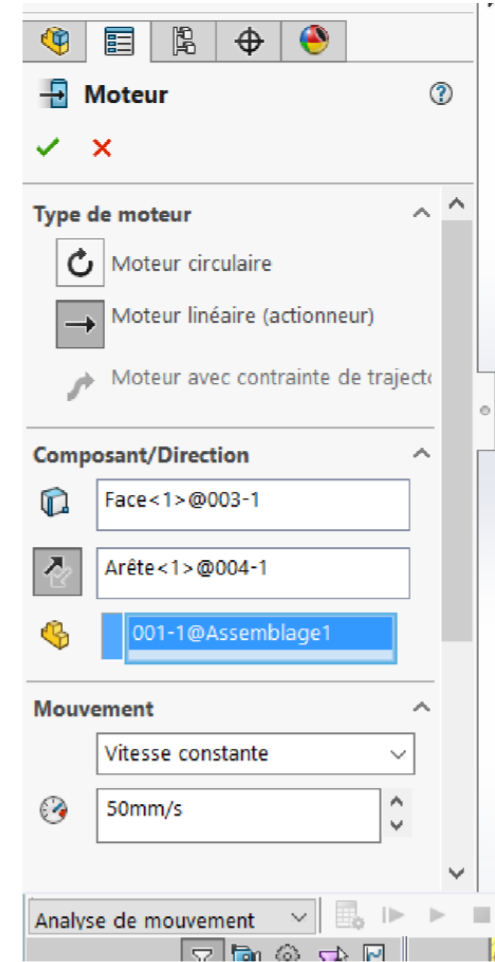 Moteur
Type de moteur
Moteur circulaire
Moteur linéaire (actionneur)
Moteur avec contrainte de trajecto
Composant/Direction
Face<1>@003-1
Arête<1>@004-1
001-1@Assemblage1
Mouvement
Vitesse constante
50mm/s
Analyse de mouvement